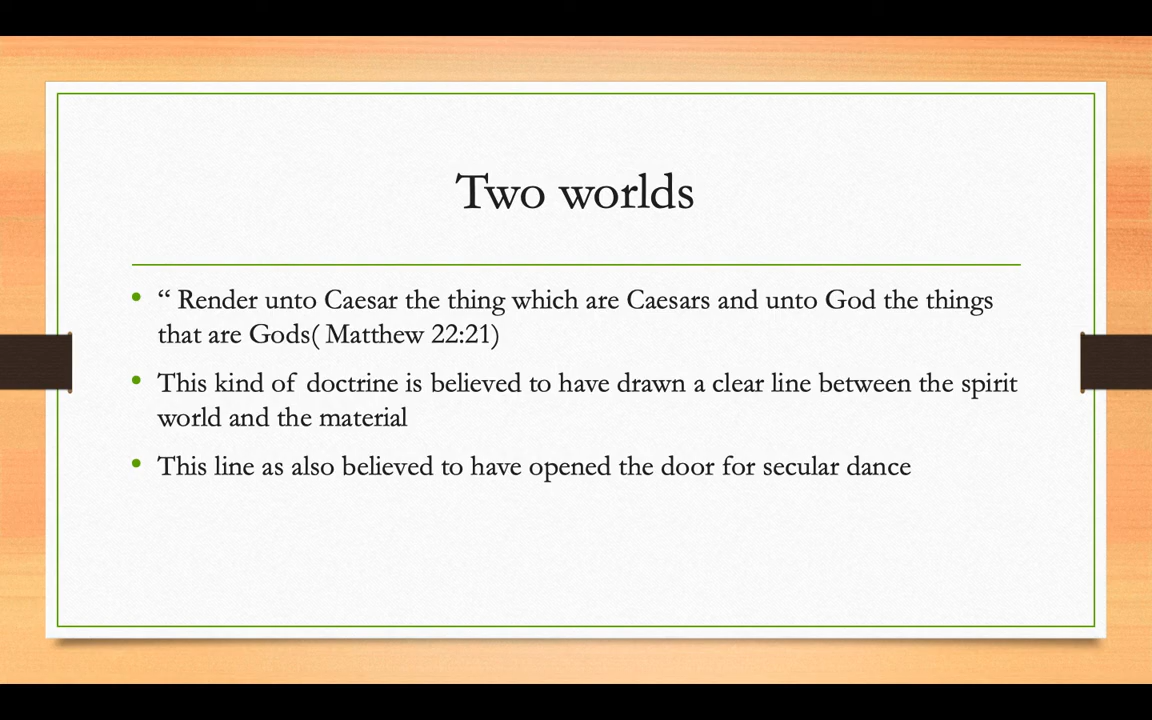 Two worlds
“ Render unto Caesar the thing which are Caesars and unto God the things
that are Gods( Matthew 22:21)
This kind of doctrine is believed to have drawn a clear line between the spirit
world and the material
This line as also believed to have opened the door for secular dance